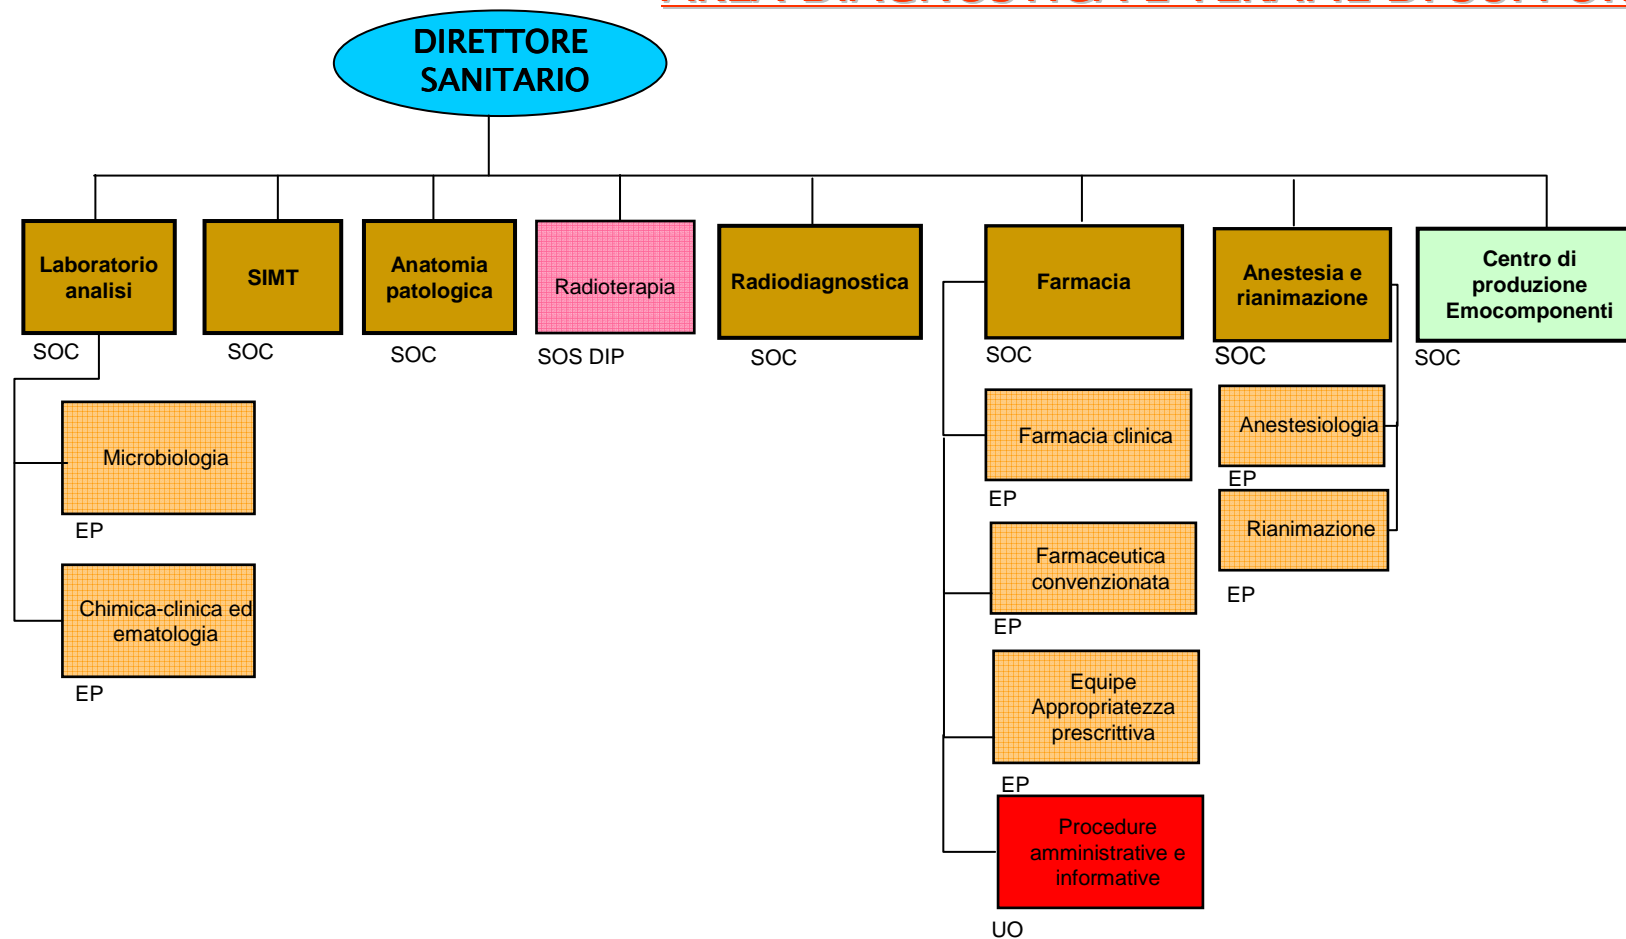 DIRETTORE
SANITARIO
Laboratorio
analisi
SOC
SIMT
SOC
Anatomia
patologica
SOC
Radioterapia
SOS DIP
Radiodiagnostica
SOC
Farmacia
SOC
Anestesia e
rianimazione
SOC
Centro di
produzione
Emocomponenti
SOC
Microbiologia
EP
Chimica-clinica ed
ematologia
EP
Farmacia clinica
EP
Farmaceutica
convenzionata
EP
Equipe
Appropriatezza
prescrittiva
EP
Procedure
amministrative e
informative
UO
Anestesiologia
EP
Rianimazione
EP